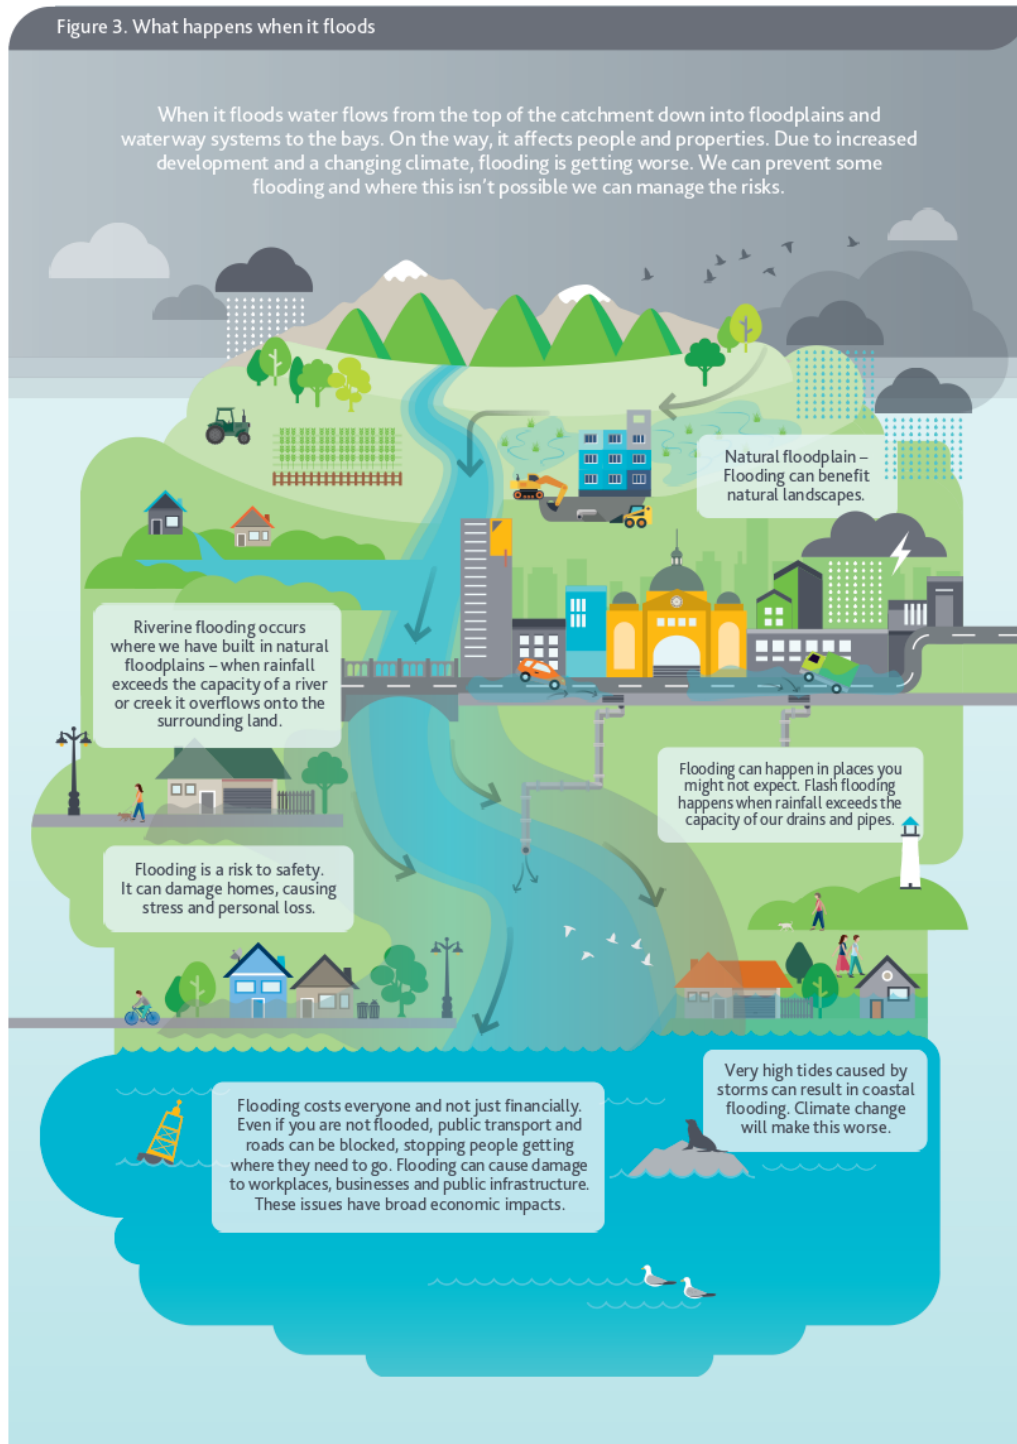 Figure 3. What happens when it floods
When it floods water flows from the top of the catchment down into floodplains and
waterway systems to the bays. On the way, it affects people and properties. Due to increased
development and a changing climate, flooding is getting worse. We can prevent some
flooding and where this isn't possible we can manage the risks.
Natural floodplain –
Flooding can benefit
natural landscapes.
Riverine flooding occurs
where we have built in natural
floodplains – when rainfall
exceeds the capacity of a river
or creek it overflows onto the
surrounding land.
Flooding can happen in places you
might not expect. Flash flooding
happens when rainfall exceeds the
capacity of our drains and pipes.
Flooding is a risk to safety.
It can damage homes, causing
stress and personal loss.
Very high tides caused by
storms can result in coastal
flooding. Climate change
will make this worse.
Flooding costs everyone and not just financially.
Even if you are not flooded, public transport and
roads can be blocked, stopping people getting
where they need to go. Flooding can cause damage
to workplaces, businesses and public infrastructure.
These issues have broad economic impacts.